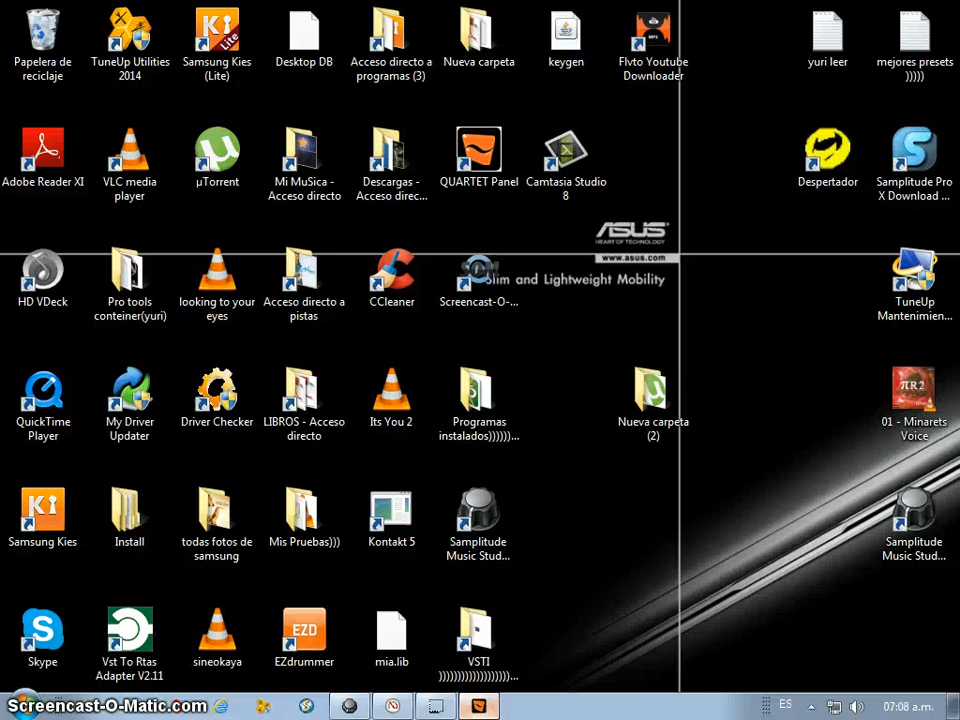 Papelera de
reciclaje
TuneUp Utilities
2014
Ki
Lite
Samsung Kies
(Lite)
Desktop DB
Acceso directo a
programas (3)
Nueva carpeta
keygen
Flvto Youtube
Downloader
yuri leer
mejores presets
)))))
Adobe Reader XI
VLC media
player
µ
µTorrent
Mi MuSica -
Acceso directo
Descargas -
Acceso direc...
QUARTET Panel
Camtasia Studio
8
Despertador
S
Samplitude Pro
X Download ...
ASUS
HEART OF TECHNOLOGY
www.asus.com
Slim and Lightweight Mobility
HD VDeck
Pro tools
conteiner(yuri)
looking to your
eyes
Acceso directo a
pistas
CCleaner
Screencast-O-...
TuneUp
Mantenimien...
QuickTime
Player
My Driver
Updater
Driver Checker
LIBROS - Acceso
directo
Its You 2
Programas
instalados))))))...
Nueva carpeta
(2)
πR2
01 - Minarets
Voice
Ki
Samsung Kies
Install
todas fotos de
samsung
Mis Pruebas)))
Kontakt 5
Samplitude
Music Stud...
Samplitude
Music Stud...
S
Skype
Vst To Rtas
Adapter V2.11
sineokaya
EZD
EZdrummer
mia.lib
VSTI
))))))))))))))))))...
Screencast-O-Matic.com
ES
07:08 a.m.